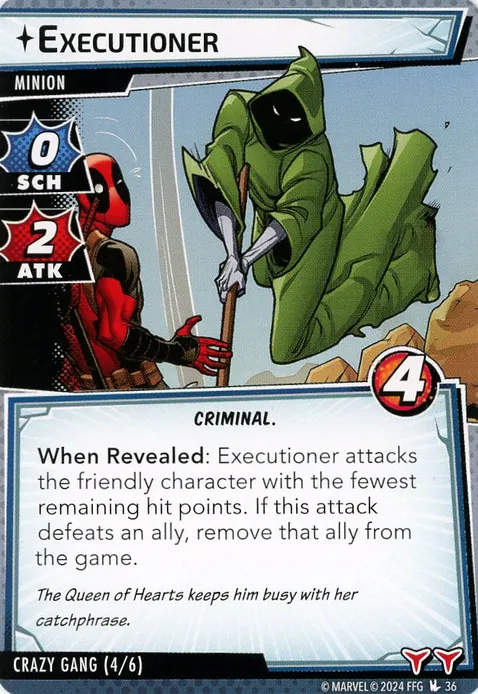 Executioner
MINION
0
SCH
2
ATK
4
CRIMINAL.
When Revealed: Executioner attacks
the friendly character with the fewest
remaining hit points. If this attack
defeats an ally, remove that ally from
the game.
The Queen of Hearts keeps him busy with her
catchphrase.
CRAZY GANG (4/6)
© MARVEL © 2024 FFG 36